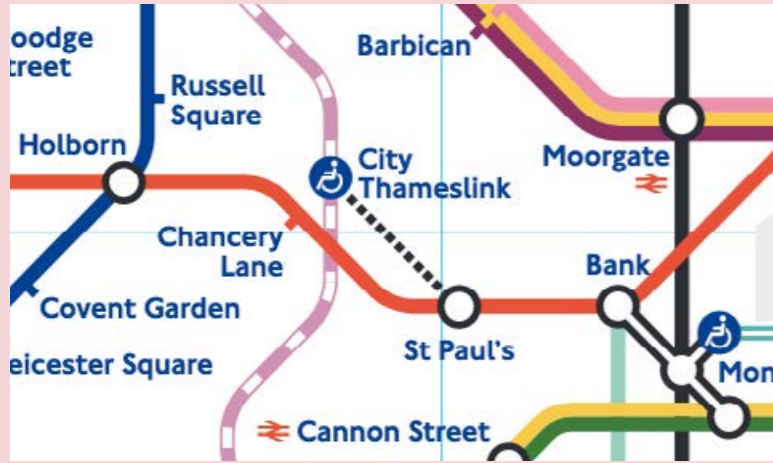 oodge
treet
Russell
Square
Holborn
Barbican
City
Thameslink
Moorgate
Chancery
Lane
Bank
Covent Garden
St Paul's
eicester Square
Mon
Cannon Street